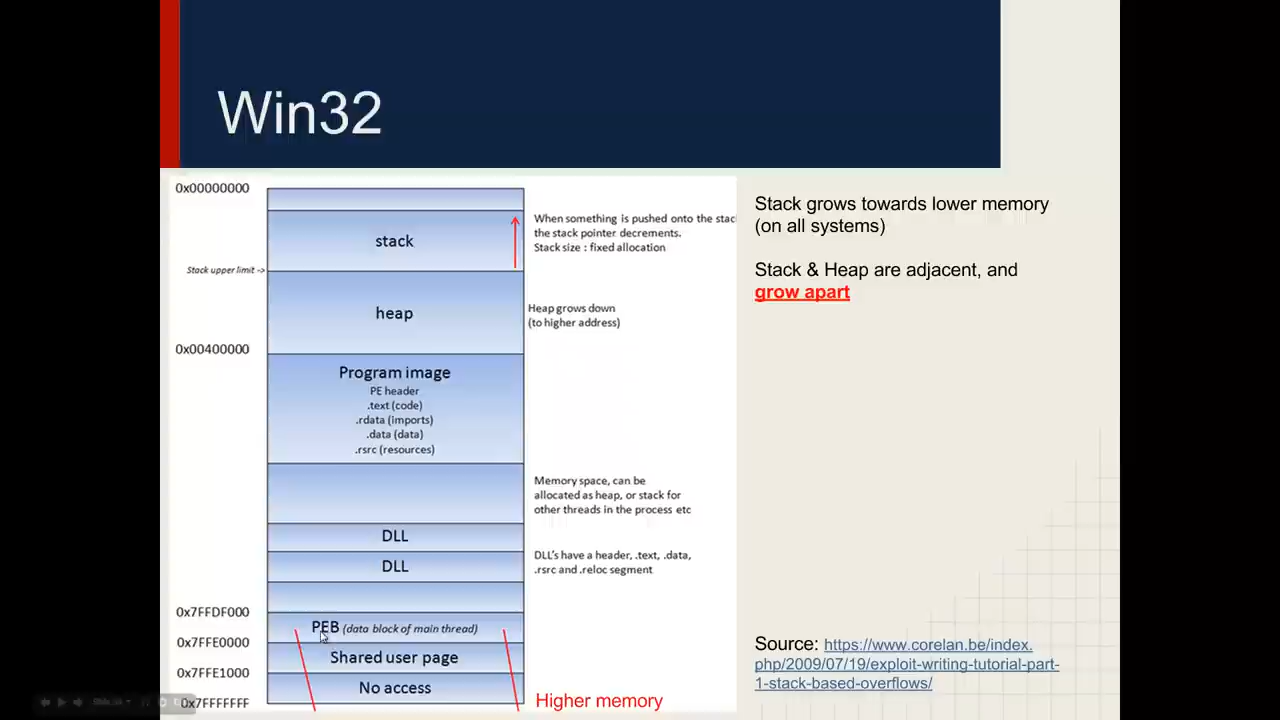 Win32
0x00000000
When something is pushed onto the stac
the stack pointer decrements.
Stack size : fixed allocation
stack
Stack upper limit ->
heap
Heap grows down
(to higher address)
0x00400000
Program image
PE header
.text (code)
.rdata (imports)
.data (data)
.rsrc (resources)
Memory space, can be
allocated as heap, or stack for
other threads in the process etc
DLL
DLL
DLL's have a header, .text, .data,
.rsrc and .reloc segment
0x7FFDF000
PEB (data block of main thread)
0x7FFE0000
Shared user page
0x7FFE1000
No access
0x7FFFFFFF
Higher memory
Stack grows towards lower memory
(on all systems)
Stack & Heap are adjacent, and
grow apart
Source: https://www.corelan.be/index.
php/2009/07/19/exploit-writing-tutorial-part-
1-stack-based-overflows/